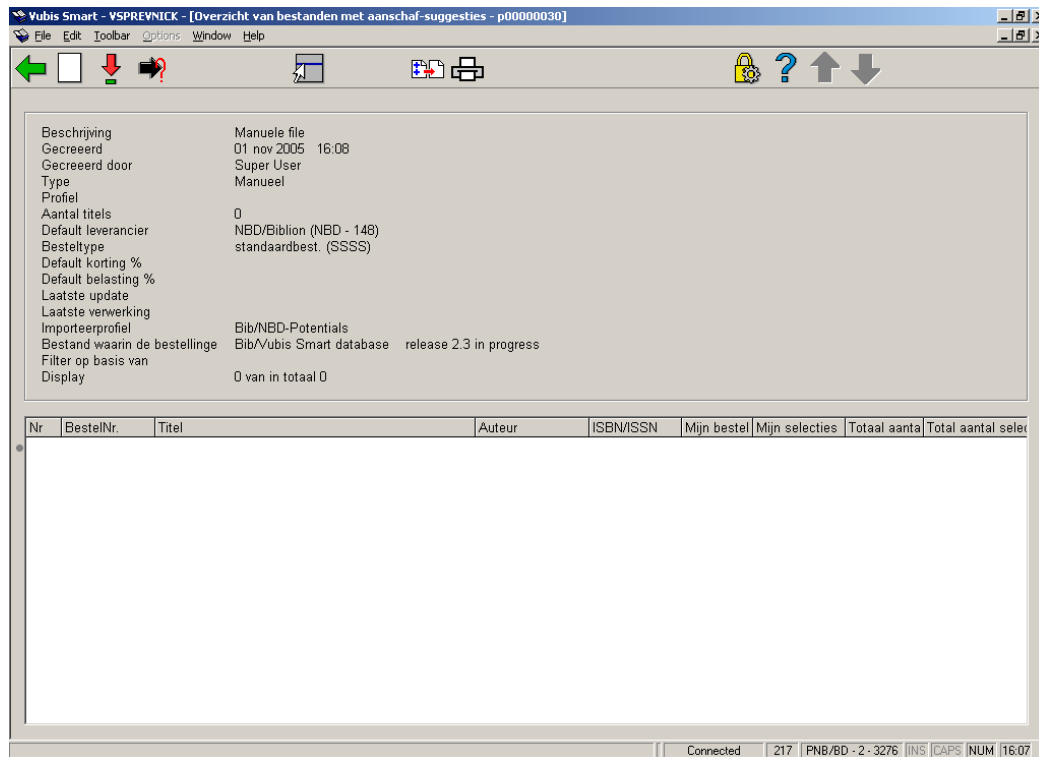 Vubis Smart - VSPREVNICK - [Overzicht van bestanden met aanschaf-suggesties - p00000030]
File Edit Toolbar Options Window Help
Beschrijving Manuele file
Gecreeerd 01 nov 2005 16:08
Gecreeerd door Super User
Type Manueel
Profiel
Aantal titels 0
Default leverancier NBD/Biblion (NBD - 148)
Besteltype standaardbest. (SSSS)
Default korting %
Default belasting %
Laatste update
Laatste verwerking
Importeerprofiel Bib/NBD-Potentials
Bestand waarin de bestellinge Bib/Vubis Smart database release 2.3 in progress
Filter op basis van
Display 0 van in totaal 0
Nr BestelNr. Titel Auteur ISBN/ISSN Mijn bestel Mijn selecties Totaal aanta Total aantal selec
Connected 217 PNB/BD - 2 - 3276 INS CAPS NUM 16:07